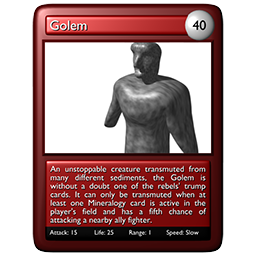 Golem 40
An unstoppable creature transmuted from
many different sediments, the Golem is
without a doubt one of the rebels' trump
cards. It can only be transmuted when at
least one Mineralogy card is active in the
player's field and has a fifth chance of
attacking a nearby ally fighter.
Attack: 15 Life: 25 Range: 1 Speed: Slow